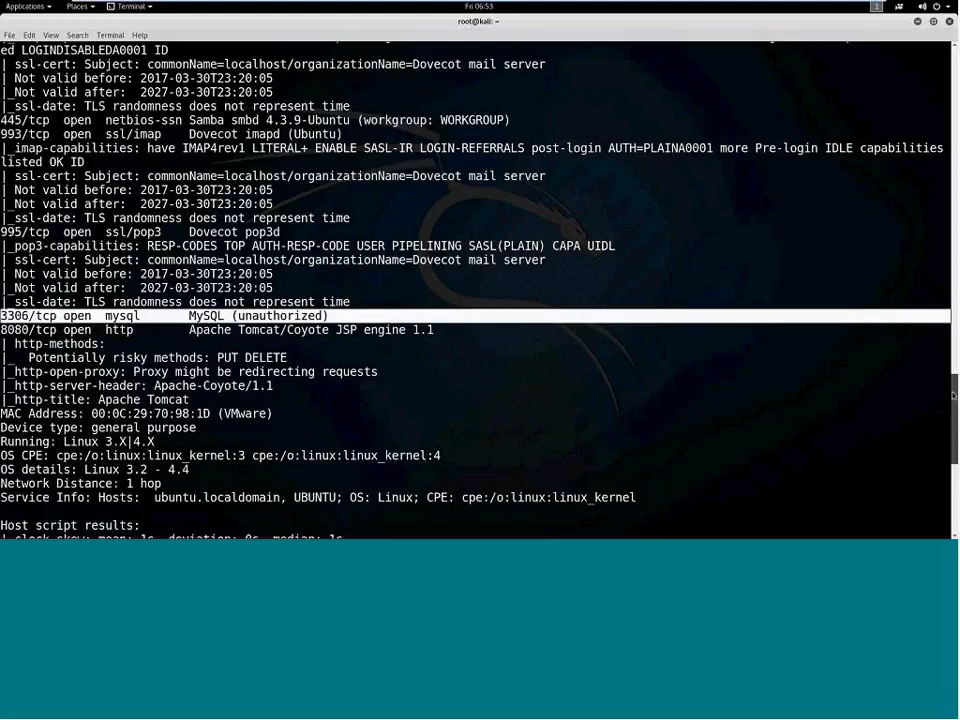 Applications Places Terminal Fri 06:53 1
root@kali: ~
File Edit View Search Terminal Help
ed LOGINDISABLEDA0001 ID
| ssl-cert: Subject: commonName=localhost/organizationName=Dovecot mail server
| Not valid before: 2017-03-30T23:20:05
|_Not valid after:  2027-03-30T23:20:05
|_ssl-date: TLS randomness does not represent time
445/tcp  open  netbios-ssn Samba smbd 4.3.9-Ubuntu (workgroup: WORKGROUP)
993/tcp  open  ssl/imap    Dovecot imapd (Ubuntu)
|_imap-capabilities: have IMAP4rev1 LITERAL+ ENABLE SASL-IR LOGIN-REFERRALS post-login AUTH=PLAINA0001 more Pre-login IDLE capabilities
listed OK ID
| ssl-cert: Subject: commonName=localhost/organizationName=Dovecot mail server
| Not valid before: 2017-03-30T23:20:05
|_Not valid after:  2027-03-30T23:20:05
|_ssl-date: TLS randomness does not represent time
995/tcp  open  ssl/pop3    Dovecot pop3d
|_pop3-capabilities: RESP-CODES TOP AUTH-RESP-CODE USER PIPELINING SASL(PLAIN) CAPA UIDL
| ssl-cert: Subject: commonName=localhost/organizationName=Dovecot mail server
| Not valid before: 2017-03-30T23:20:05
|_Not valid after:  2027-03-30T23:20:05
|_ssl-date: TLS randomness does not represent time
3306/tcp open  mysql       MySQL (unauthorized)
8080/tcp open  http        Apache Tomcat/Coyote JSP engine 1.1
| http-methods:
|_  Potentially risky methods: PUT DELETE
|_http-open-proxy: Proxy might be redirecting requests
|_http-server-header: Apache-Coyote/1.1
|_http-title: Apache Tomcat
MAC Address: 00:0C:29:70:98:1D (VMware)
Device type: general purpose
Running: Linux 3.X|4.X
OS CPE: cpe:/o:linux:linux_kernel:3 cpe:/o:linux:linux_kernel:4
OS details: Linux 3.2 - 4.4
Network Distance: 1 hop
Service Info: Hosts:  ubuntu.localdomain, UBUNTU; OS: Linux; CPE: cpe:/o:linux:linux_kernel
Host script results:
|_clock-skew: mean: 1s, deviation: 0s, median: 1s